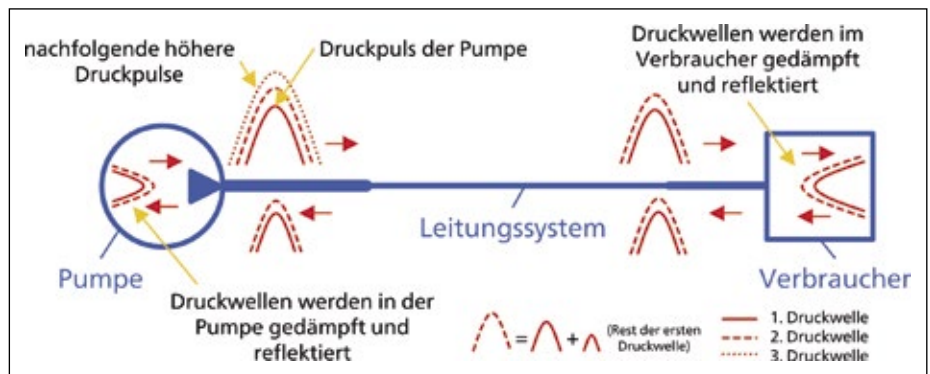 nachfolgende höhere
Druckpulse
Druckpuls der Pumpe
Druckwellen werden im
Verbraucher gedämpft
und reflektiert
Leitungssystem
Pumpe
Verbraucher
Druckwellen werden in der
Pumpe gedämpft und
reflektiert
= + (Rest der ersten
Druckwelle)
1. Druckwelle
2. Druckwelle
3. Druckwelle